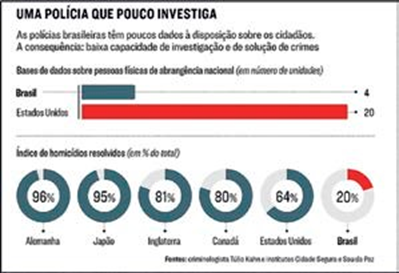 UMA POLÍCIA QUE POUCO INVESTIGA
As polícias brasileiras têm poucos dados à disposição sobre os cidadãos.
A consequência: baixa capacidade de investigação e de solução de crimes
Bases de dados sobre pessoas físicas de abrangência nacional (em número de unidades)
Brasil 4
Estados Unidos 20
Índice de homicídios resolvidos (em % do total)
96% 95% 81% 80% 64% 20%
Alemanha Japão Inglaterra Canadá Estados Unidos Brasil
Fontes: criminologista Túlio Kahn e institutos Cidade Segura e Sou da Paz